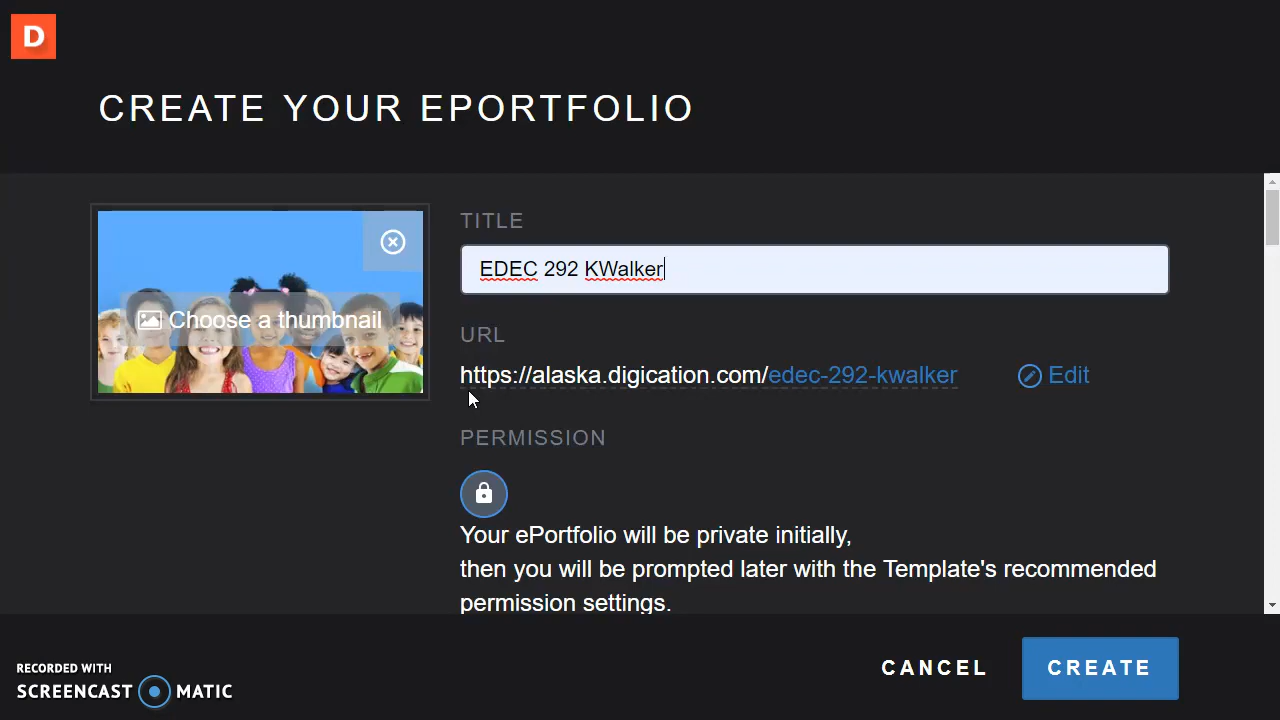 D
CREATE YOUR EPORTFOLIO
Choose a thumbnail
TITLE
EDEC 292 KWalker
URL
https://alaska.digication.com/edec-292-kwalker Edit
PERMISSION
Your ePortfolio will be private initially,
then you will be prompted later with the Template's recommended
permission settings.
RECORDED WITH
SCREENCAST MATIC
CANCEL CREATE